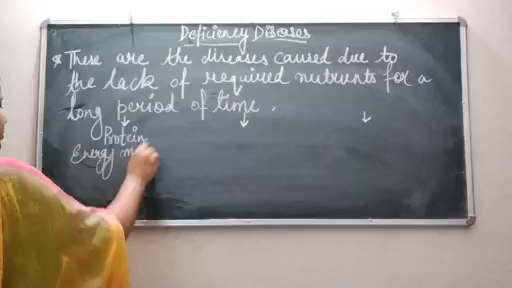 Deficiency Diseases
* These are the diseases caused due to
the lack of required nutrients for a
long period of time.
Protein
Energy m